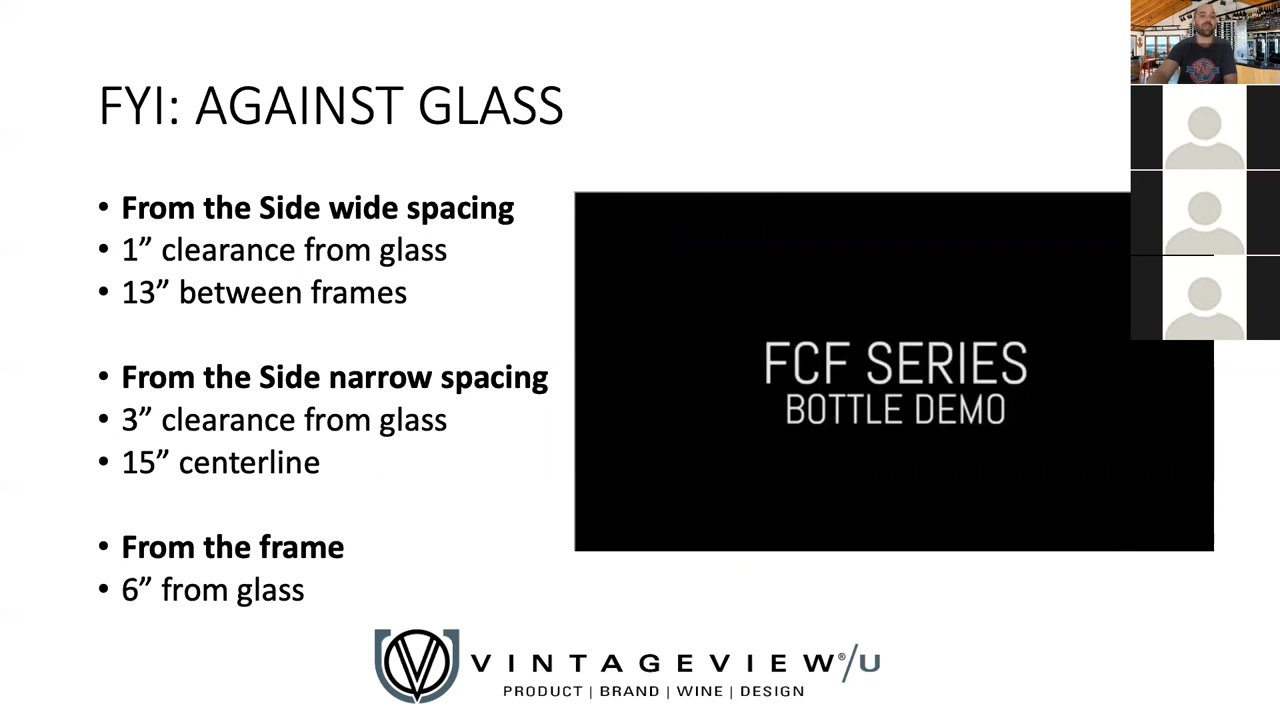 FYI: AGAINST GLASS
• From the Side wide spacing
• 1” clearance from glass
• 13” between frames
• From the Side narrow spacing
• 3” clearance from glass
• 15” centerline
• From the frame
• 6” from glass
FCF SERIES
BOTTLE DEMO
VINTAGEVIEW®/U
PRODUCT | BRAND | WINE | DESIGN